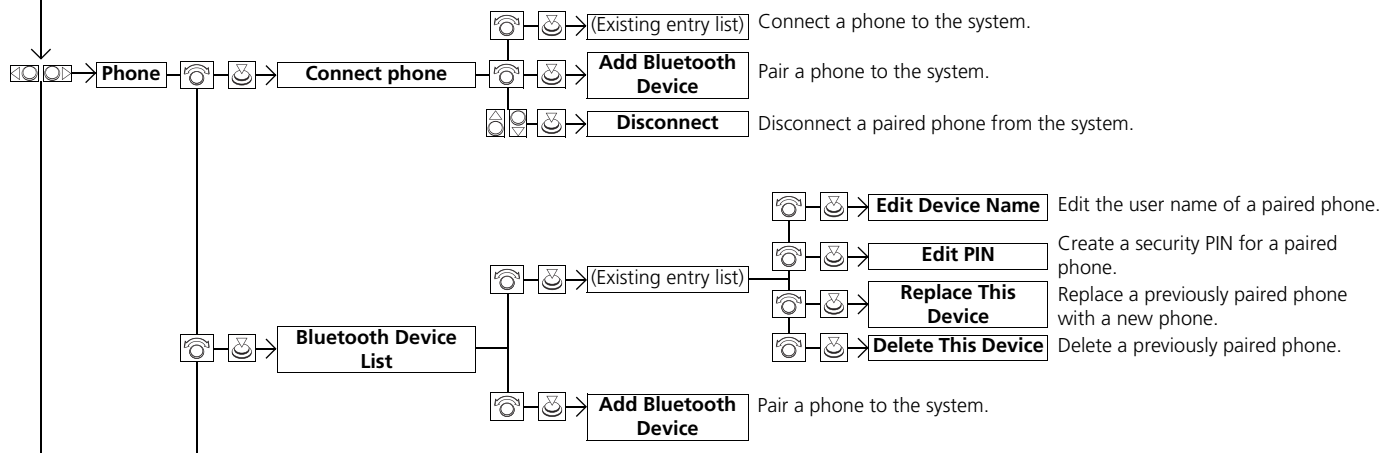 (Existing entry list) Connect a phone to the system.
Phone Connect phone
Add Bluetooth
Device
Pair a phone to the system.
Disconnect Disconnect a paired phone from the system.
Edit Device Name Edit the user name of a paired phone.
Edit PIN
Create a security PIN for a paired
phone.
(Existing entry list)
Replace This
Device
Replace a previously paired phone
with a new phone.
Bluetooth Device
List
Delete This Device Delete a previously paired phone.
Add Bluetooth
Device
Pair a phone to the system.